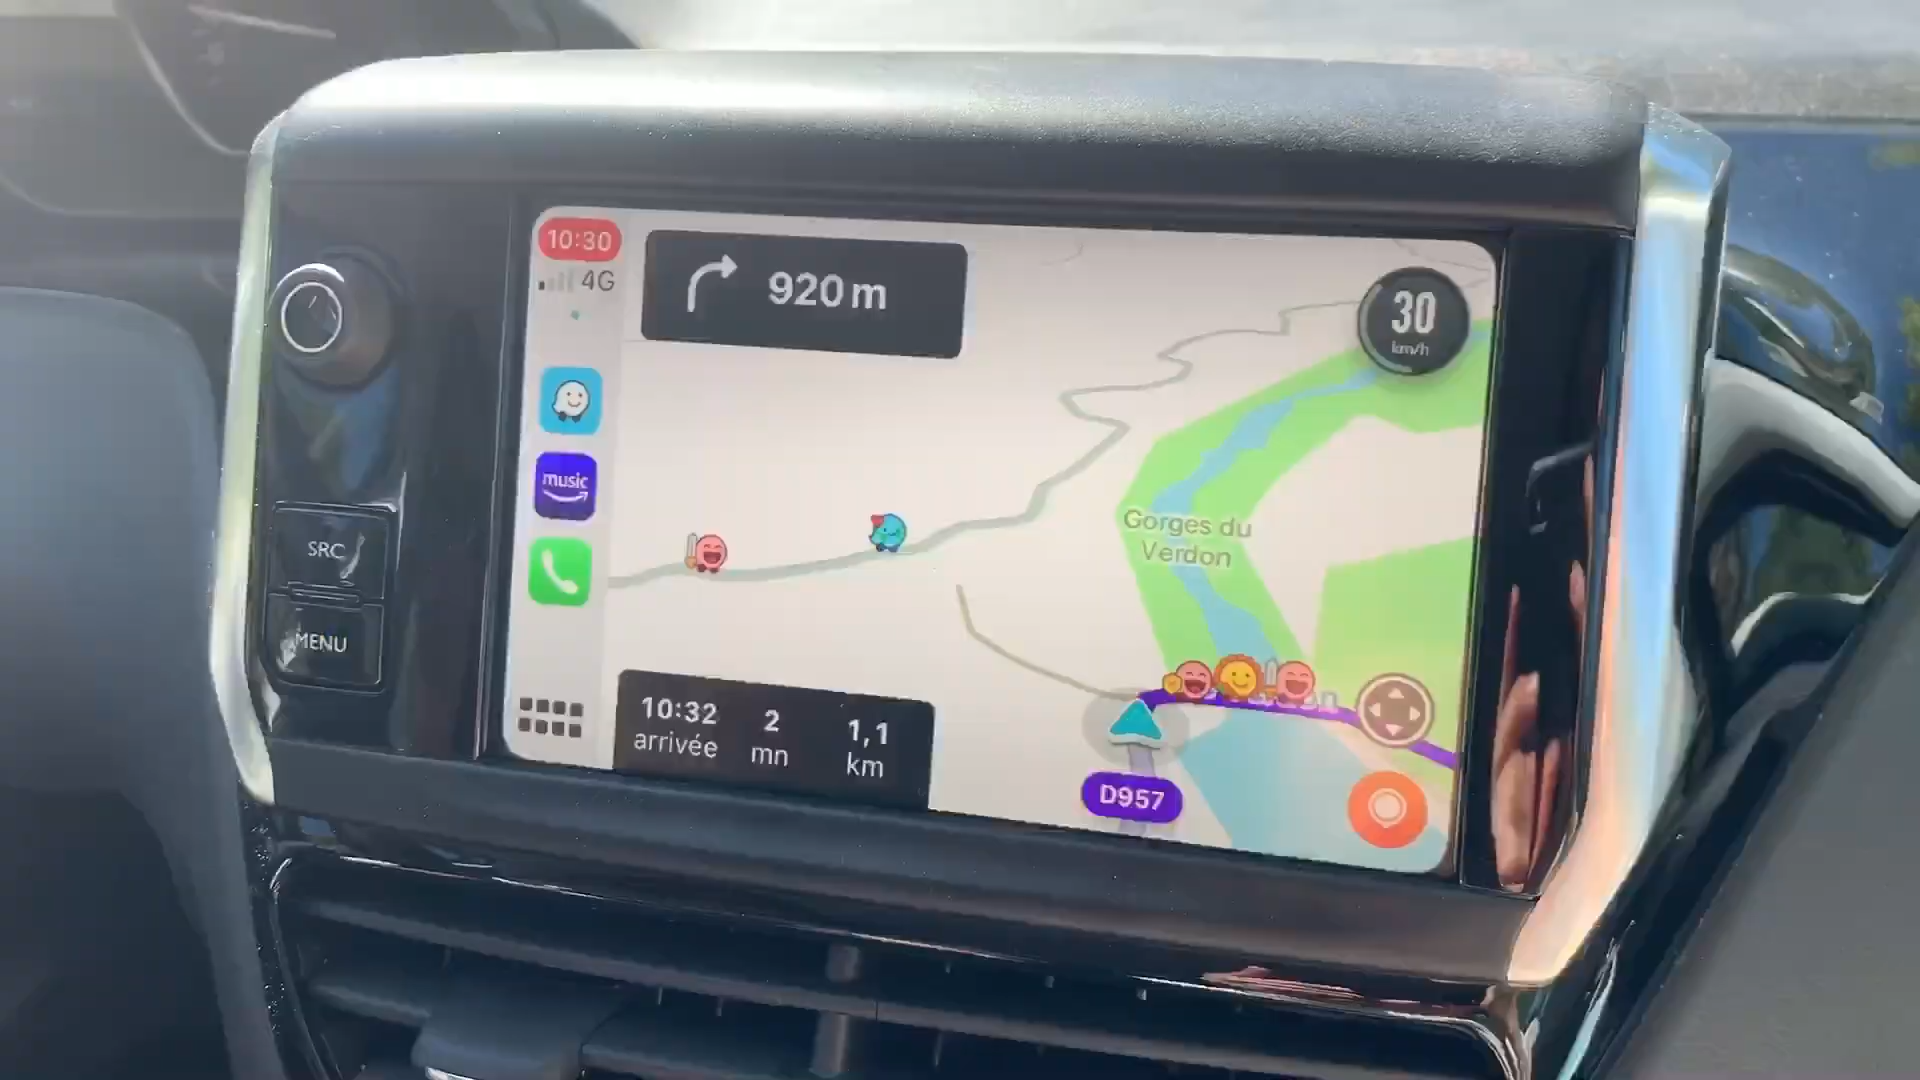 10:30
4G
920 m
30
km/h
music
SRC
MENU
Gorges du
Verdon
10:32
arrivée
2
mn
1,1
km
D957